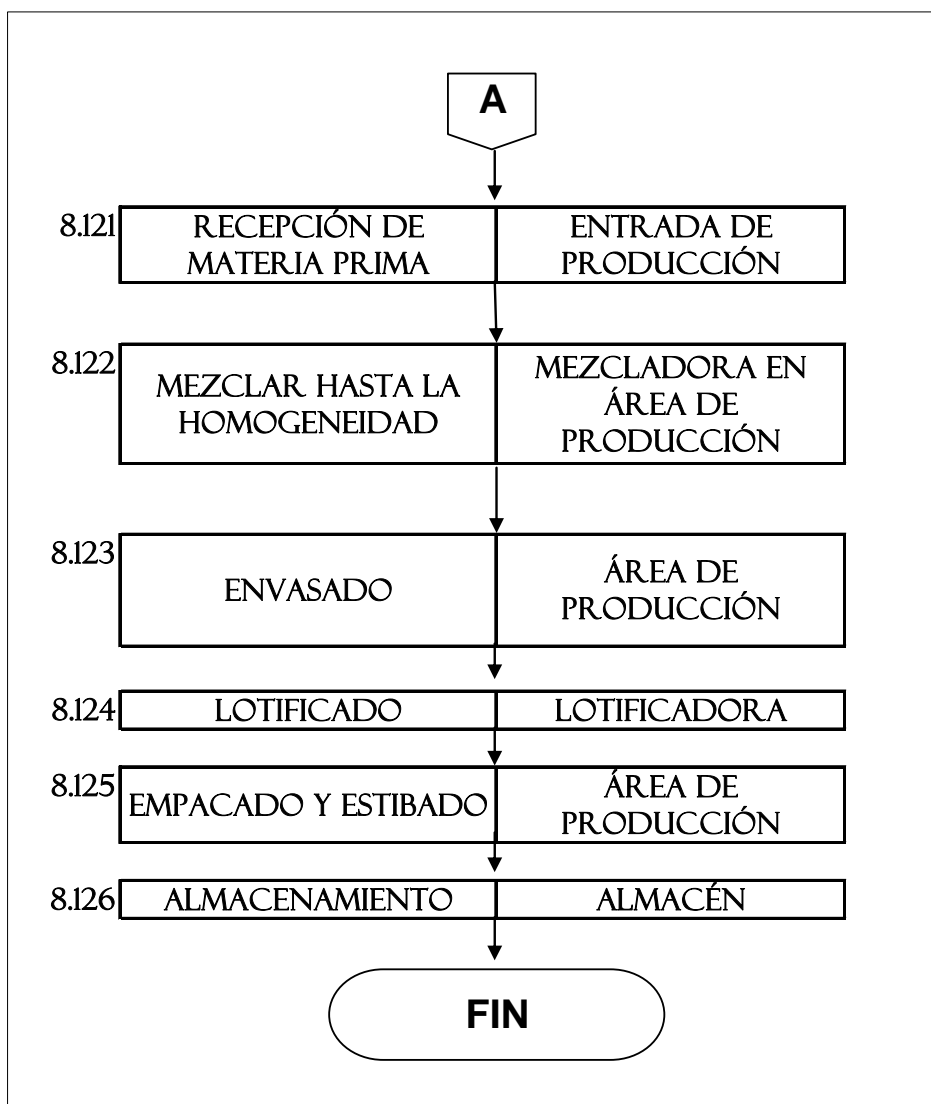 A
8.121
RECEPCIÓN DE
MATERIA PRIMA
ENTRADA DE
PRODUCCIÓN
8.122
MEZCLAR HASTA LA
HOMOGENEIDAD
MEZCLADORA EN
ÁREA DE
PRODUCCIÓN
8.123
ENVASADO
ÁREA DE
PRODUCCIÓN
8.124
LOTIFICADO
LOTIFICADORA
8.125
EMPACADO Y ESTIBADO
ÁREA DE
PRODUCCIÓN
8.126
ALMACENAMIENTO
ALMACÉN
FIN